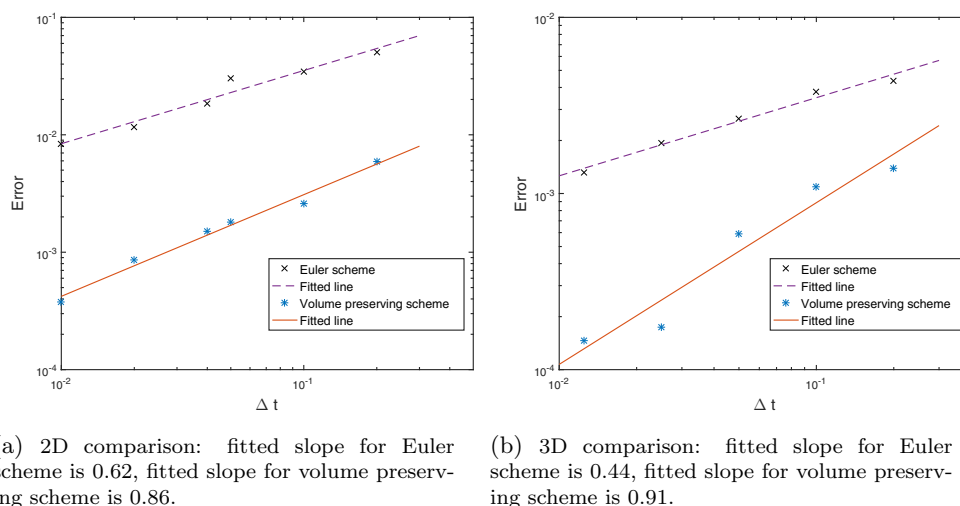 10^-1
10^-2
10^-3
10^-4
Error
10^-2
10^-1
Δ t
Euler scheme
Fitted line
Volume preserving scheme
Fitted line
10^-2
10^-3
10^-4
Error
10^-2
10^-1
Δ t
Euler scheme
Fitted line
Volume preserving scheme
Fitted line
a) 2D comparison: fitted slope for Euler
scheme is 0.62, fitted slope for volume preserv-
ng scheme is 0.86.
(b) 3D comparison: fitted slope for Euler
scheme is 0.44, fitted slope for volume preserv-
ing scheme is 0.91.